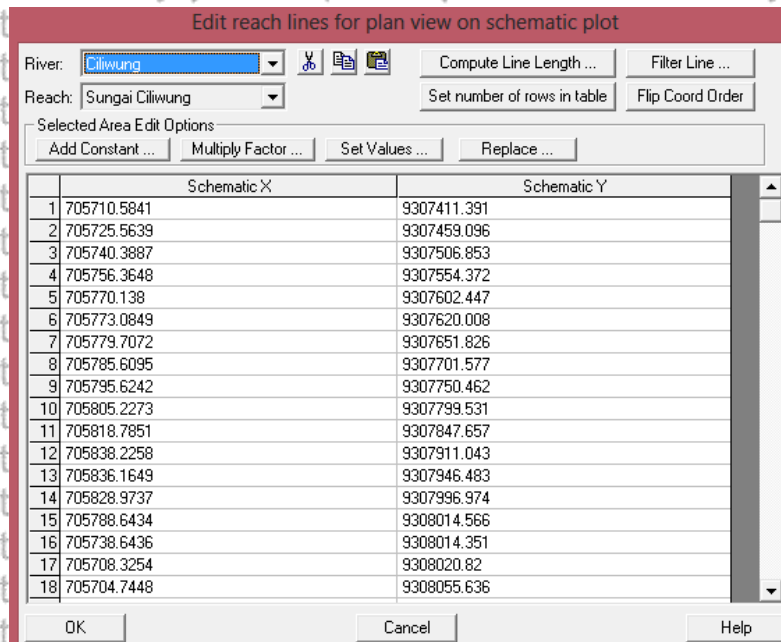 Edit reach lines for plan view on schematic plot
River: Ciliwung Compute Line Length ... Filter Line ...
Reach: Sungai Ciliwung Set number of rows in table Flip Coord Order
Selected Area Edit Options
Add Constant ... Multiply Factor ... Set Values ... Replace ...
Schematic X Schematic Y
1 705710.5841 9307411.391
2 705725.5639 9307459.096
3 705740.3887 9307506.853
4 705756.3648 9307554.372
5 705770.138 9307602.447
6 705773.0849 9307620.008
7 705779.7072 9307651.826
8 705785.6095 9307701.577
9 705795.6242 9307750.462
10 705805.2273 9307799.531
11 705818.7851 9307847.657
12 705838.2258 9307911.043
13 705836.1649 9307946.483
14 705828.9737 9307996.974
15 705788.6434 9308014.566
16 705738.6436 9308014.351
17 705708.3254 9308020.82
18 705704.7448 9308055.636
OK Cancel Help